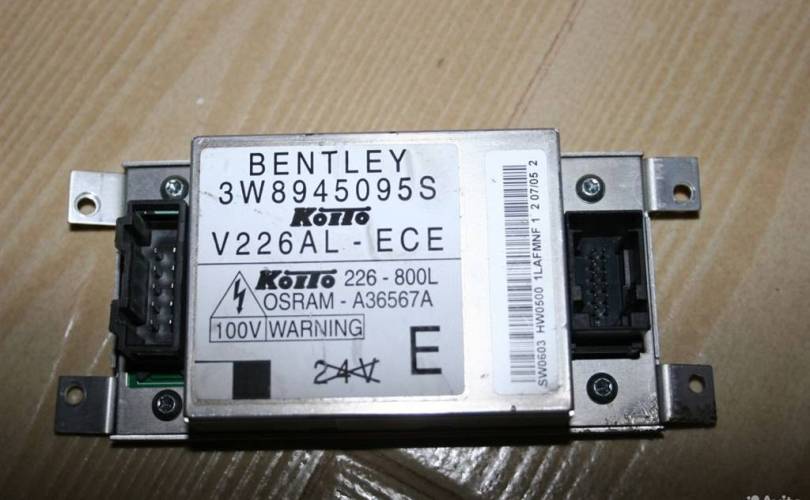 BENTLEY
3W8945095S
KOITO
V226AL - ECE
KOITO 226 - 800L
OSRAM - A36567A
100V WARNING
24V
E
SW0603 HW0500 1LAFMNF 1 2 07/05 2